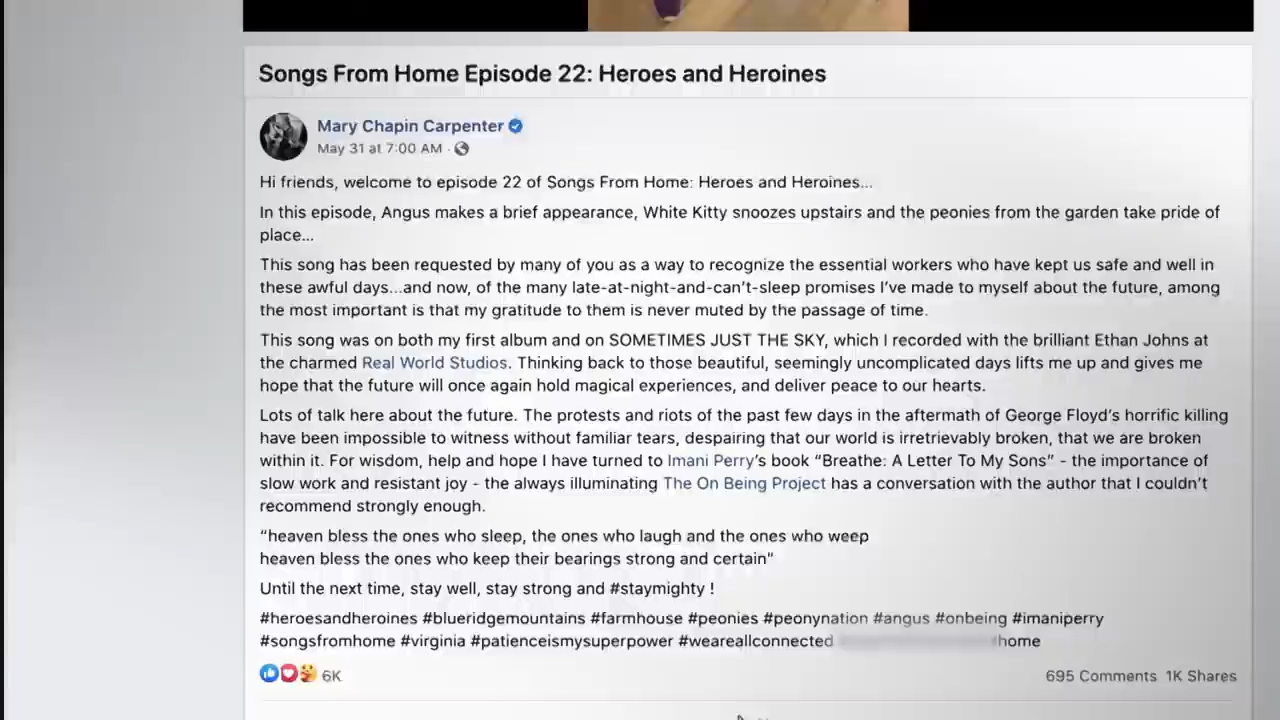 Songs From Home Episode 22: Heroes and Heroines
Mary Chapin Carpenter
May 31 at 7:00 AM ·
Hi friends, welcome to episode 22 of Songs From Home: Heroes and Heroines...
In this episode, Angus makes a brief appearance, White Kitty snoozes upstairs and the peonies from the garden take pride of
place...
This song has been requested by many of you as a way to recognize the essential workers who have kept us safe and well in
these awful days...and now, of the many late-at-night-and-can't-sleep promises I've made to myself about the future, among
the most important is that my gratitude to them is never muted by the passage of time.
This song was on both my first album and on SOMETIMES JUST THE SKY, which I recorded with the brilliant Ethan Johns at
the charmed Real World Studios. Thinking back to those beautiful, seemingly uncomplicated days lifts me up and gives me
hope that the future will once again hold magical experiences, and deliver peace to our hearts.
Lots of talk here about the future. The protests and riots of the past few days in the aftermath of George Floyd's horrific killing
have been impossible to witness without familiar tears, despairing that our world is irretrievably broken, that we are broken
within it. For wisdom, help and hope I have turned to Imani Perry's book “Breathe: A Letter To My Sons” - the importance of
slow work and resistant joy - the always illuminating The On Being Project has a conversation with the author that I couldn't
recommend strongly enough.
“heaven bless the ones who sleep, the ones who laugh and the ones who weep
heaven bless the ones who keep their bearings strong and certain"
Until the next time, stay well, stay strong and #staymighty !
#heroesandheroines #blueridgemountains #farmhouse #peonies #peonynation #angus #onbeing #imaniperry
#songsfromhome #virginia #patienceismysuperpower #weareallconnected #home
6K
695 Comments 1K Shares